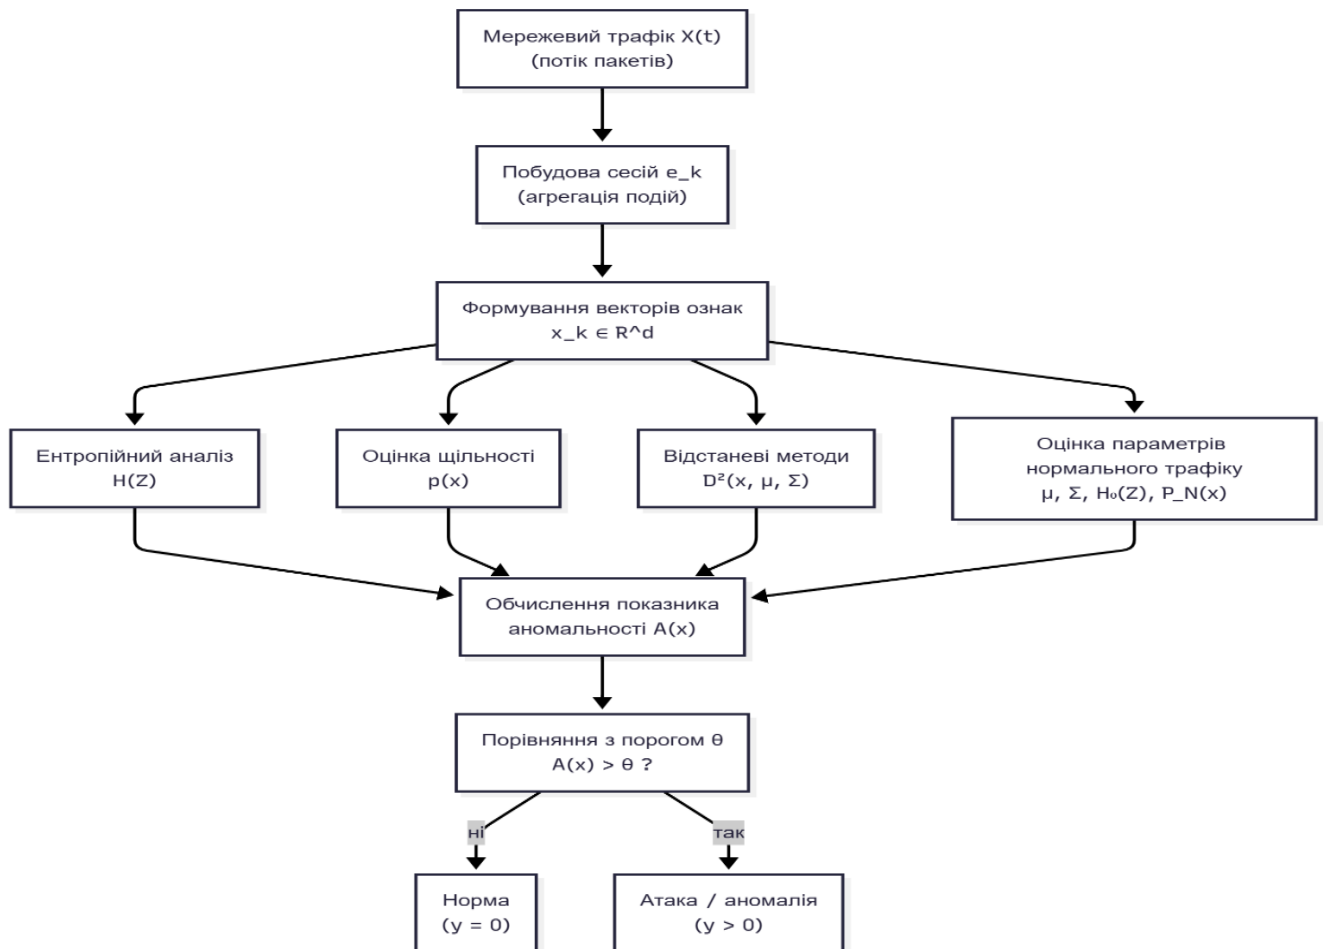 Мережевий трафік X(t)
(потік пакетів)
Побудова сесій e_k
(агрегація подій)
Формування векторів ознак
x_k ∈ R^d
Ентропійний аналіз
H(Z)
Оцінка щільності
p(x)
Відстаневі методи
D²(x, μ, Σ)
Оцінка параметрів
нормального трафіку
μ, Σ, H₀(Z), P_N(x)
Обчислення показника
аномальності A(x)
Порівняння з порогом θ
A(x) > θ ?
ні
так
Норма
(y = 0)
Атака / аномалія
(y > 0)